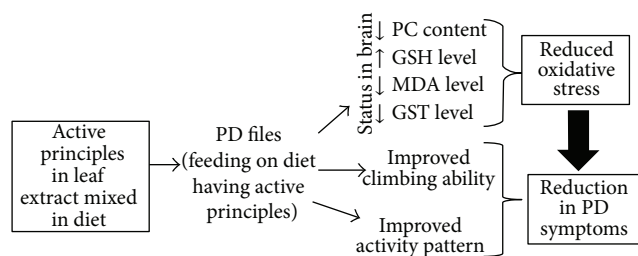 Active
principles
in leaf
extract mixed
in diet
PD files
(feeding on diet
having active
principles)
Status in brain
↓ PC content
↑ GSH level
↓ MDA level
↓ GST level
Improved
climbing ability
Improved
activity pattern
Reduced
oxidative
stress
Reduction
in PD
symptoms